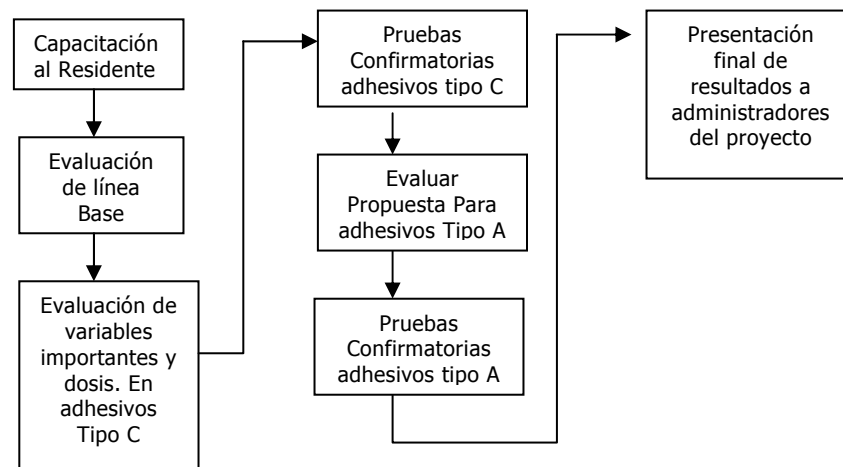 Capacitación
al Residente
Evaluación
de línea
Base
Evaluación de
variables
importantes y
dosis. En
adhesivos
Tipo C
Pruebas
Confirmatorias
adhesivos tipo C
Evaluar
Propuesta Para
adhesivos Tipo A
Pruebas
Confirmatorias
adhesivos tipo A
Presentación
final de
resultados a
administradores
del proyecto